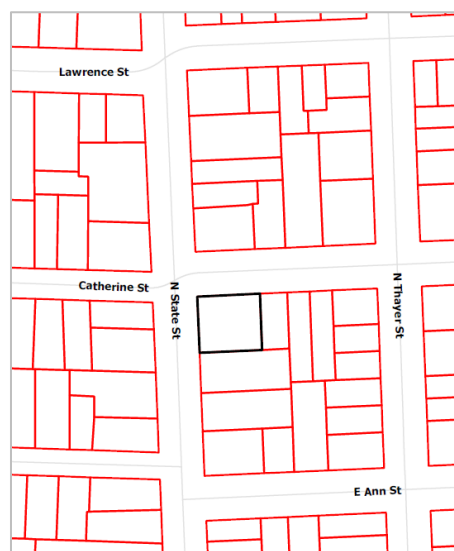 Lawrence St
Catherine St
N State St
N Thayer St
E Ann St